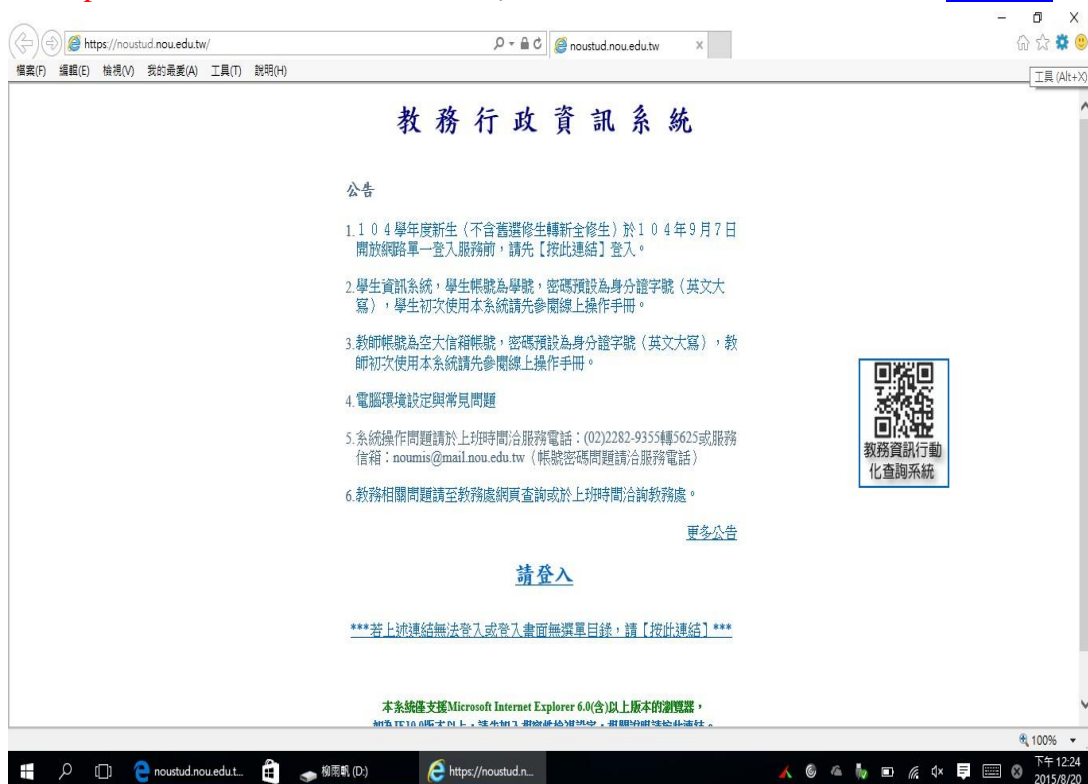 https://noustud.nou.edu.tw/
noustud.nou.edu.tw
檔案(F) 編輯(E) 檢視(V) 我的最愛(A) 工具(T) 說明(H)
工具 (Alt+X)
教務行政資訊系統
公告
1.104學年度新生（不含舊選修生轉新全修生）於104年9月7日
開放網路單一登入服務前，請先【按此連結】登入。
2.學生資訊系統，學生帳號為學號，密碼預設為身分證字號（英文大
寫），學生初次使用本系統請先參閱線上操作手冊。
3.教師帳號為空大信箱帳號，密碼預設為身分證字號（英文大寫），教
師初次使用本系統請先參閱線上操作手冊。
4.電腦環境設定與常見問題
5.系統操作問題請於上班時間洽服務電話：(02)2282-9355轉5625或服務
信箱：noumis@mail.nou.edu.tw（帳號密碼問題請洽服務電話）
教務資訊行動
化查詢系統
6.教務相關問題請至教務處網頁查詢或於上班時間洽詢教務處。
更多公告
請登入
***若上述連結無法登入或登入畫面無選單目錄，請【按此連結】***
本系統僅支援Microsoft Internet Explorer 6.0(含)以上版本的瀏覽器，
100%
noustud.nou.edu.t...
柳雨帆 (D:)
https://noustud.n...
下午 12:24
2015/8/20